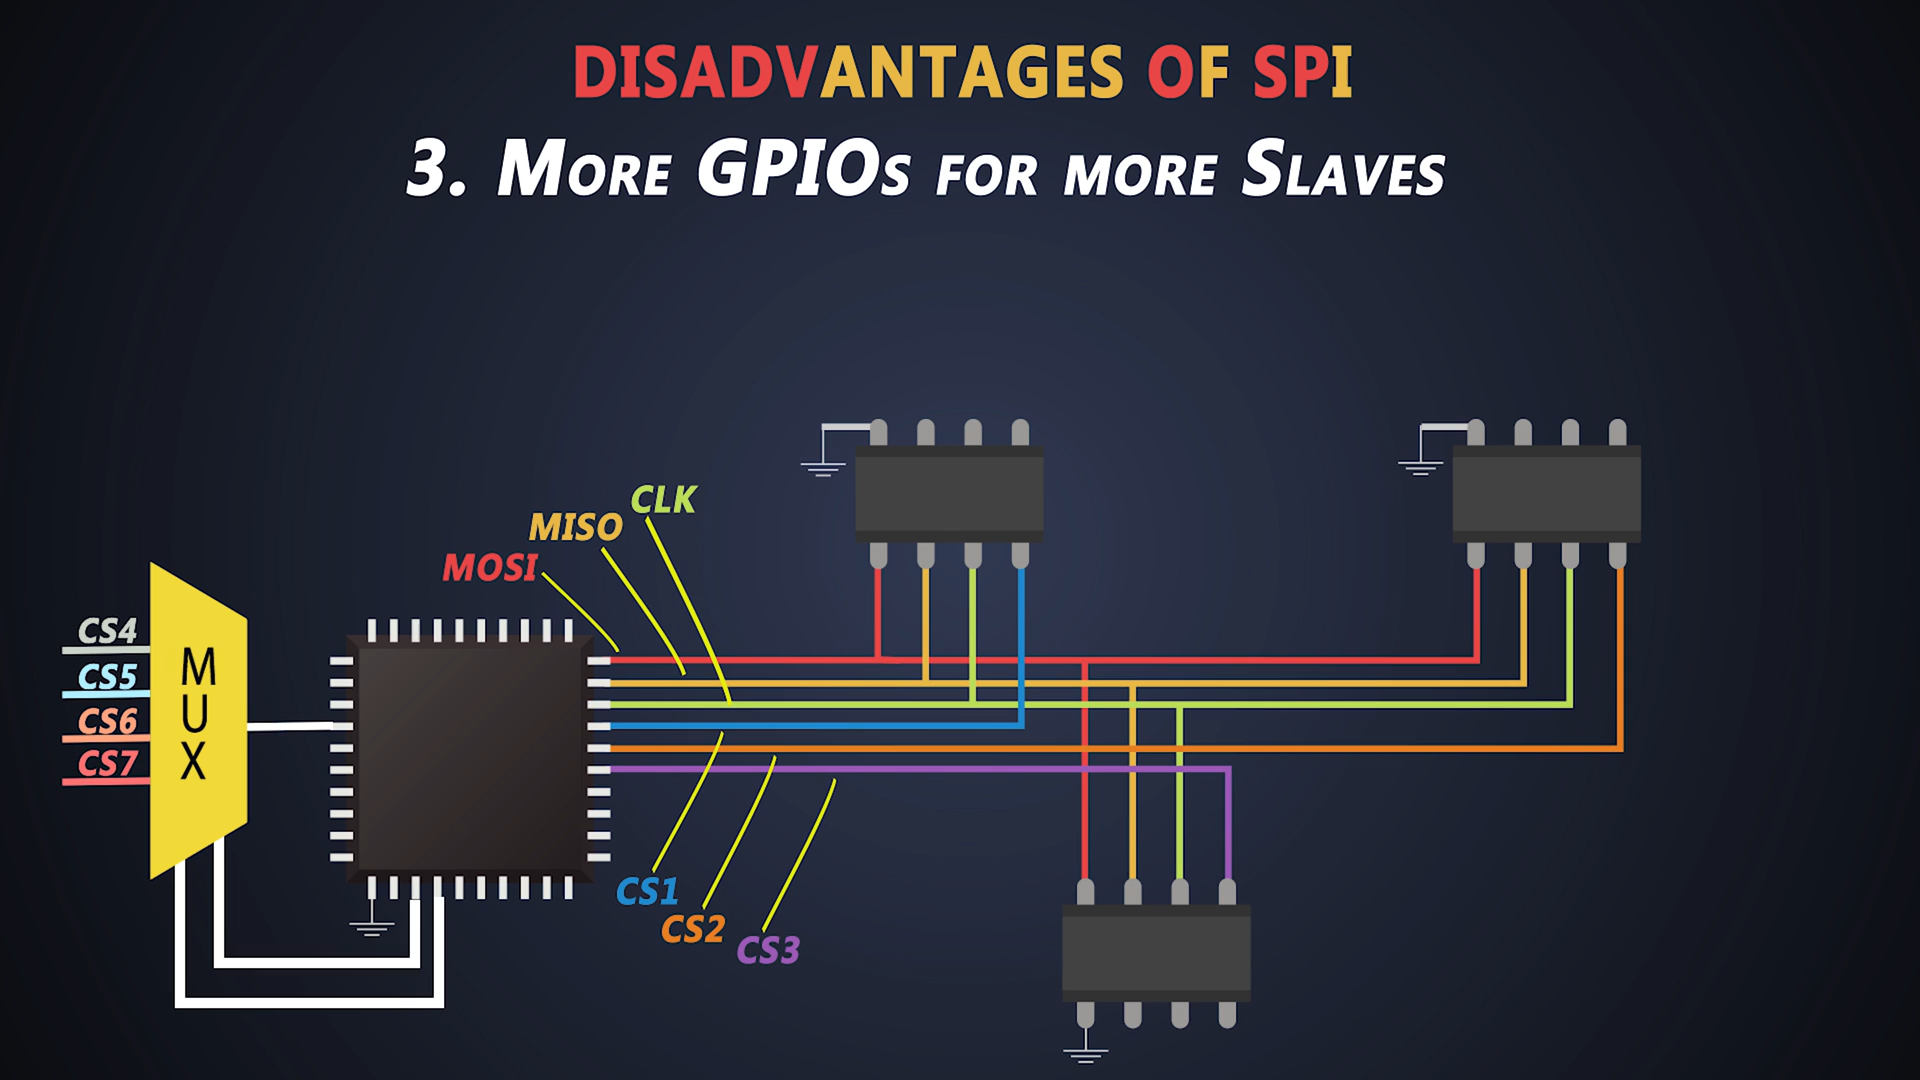 DISADVANTAGES OF SPI
3. MORE GPIOS FOR MORE SLAVES
CLK
MISO
MOSI
CS4
CS5
CS6
CS7
MUX
CS1
CS2
CS3